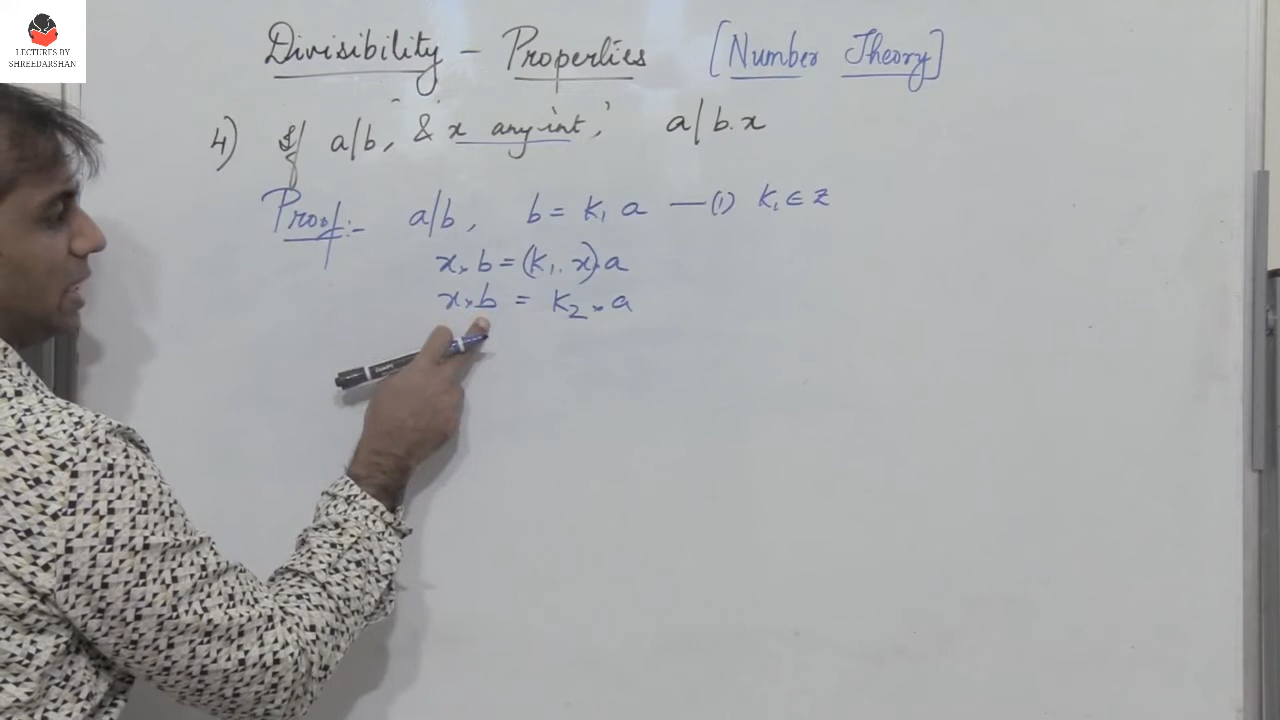 LECTURES BY
SHREEDARSHAN
Divisibility - Properties [Number Theory]
4) If a/b, & x any int, a/b.x
Proof:- a/b, b = K₁ a —(1) K₁ ∈ z
x.b = (K₁. x).a
x.b = K₂.a